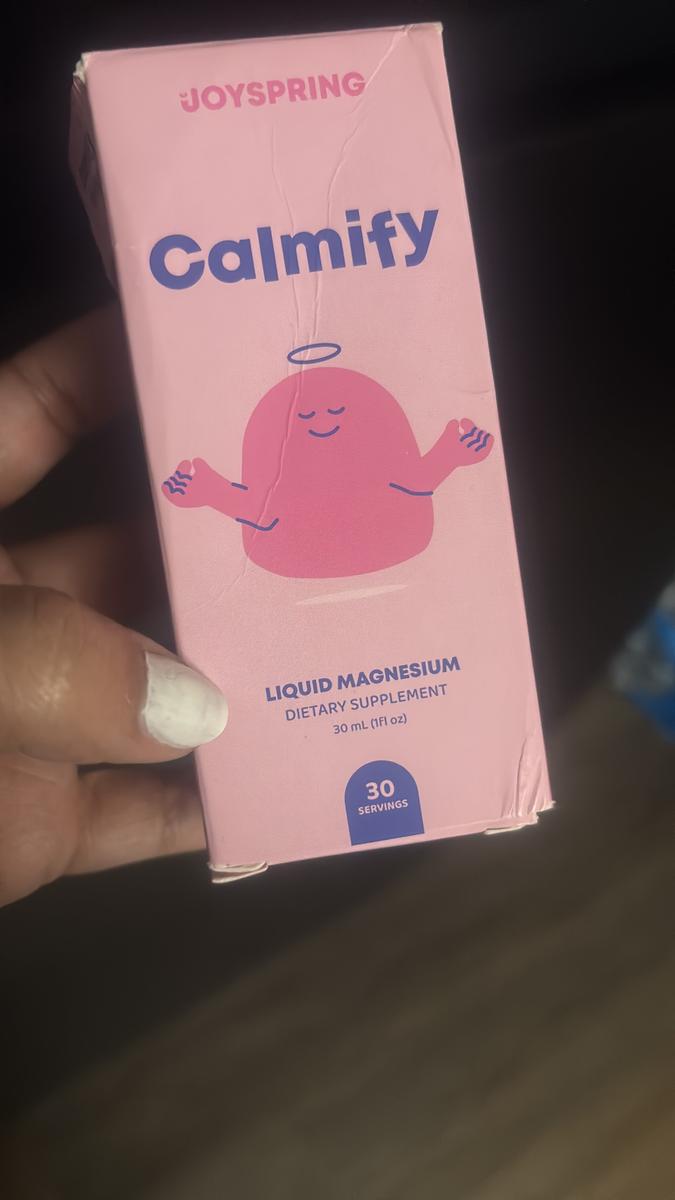 JOYSPRING
Calmify
LIQUID MAGNESIUM
DIETARY SUPPLEMENT
30 mL (1fl oz)
30
SERVINGS